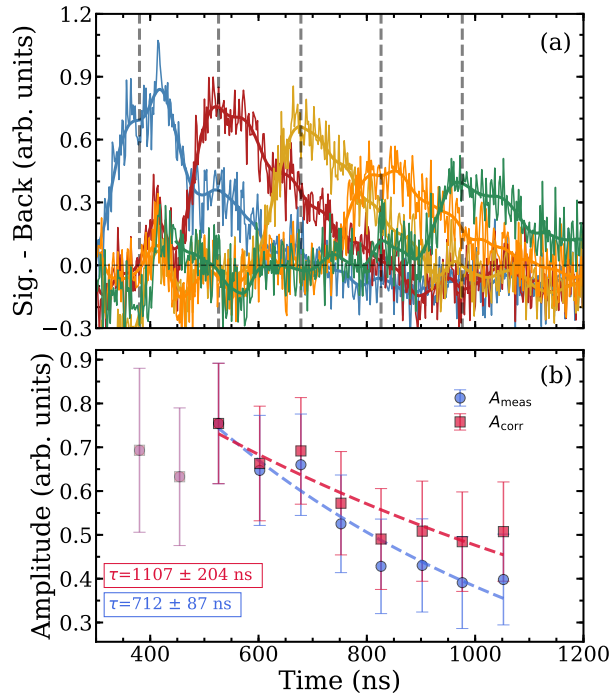 1.2
(a)
0.9
0.6
0.3
0.0
−0.3
Sig. - Back (arb. units)
0.9
(b)
0.8
A_meas
A_corr
0.7
0.6
0.5
0.4
0.3
τ=1107 ± 204 ns
τ=712 ± 87 ns
Amplitude (arb. units)
400 600 800 1000 1200
Time (ns)